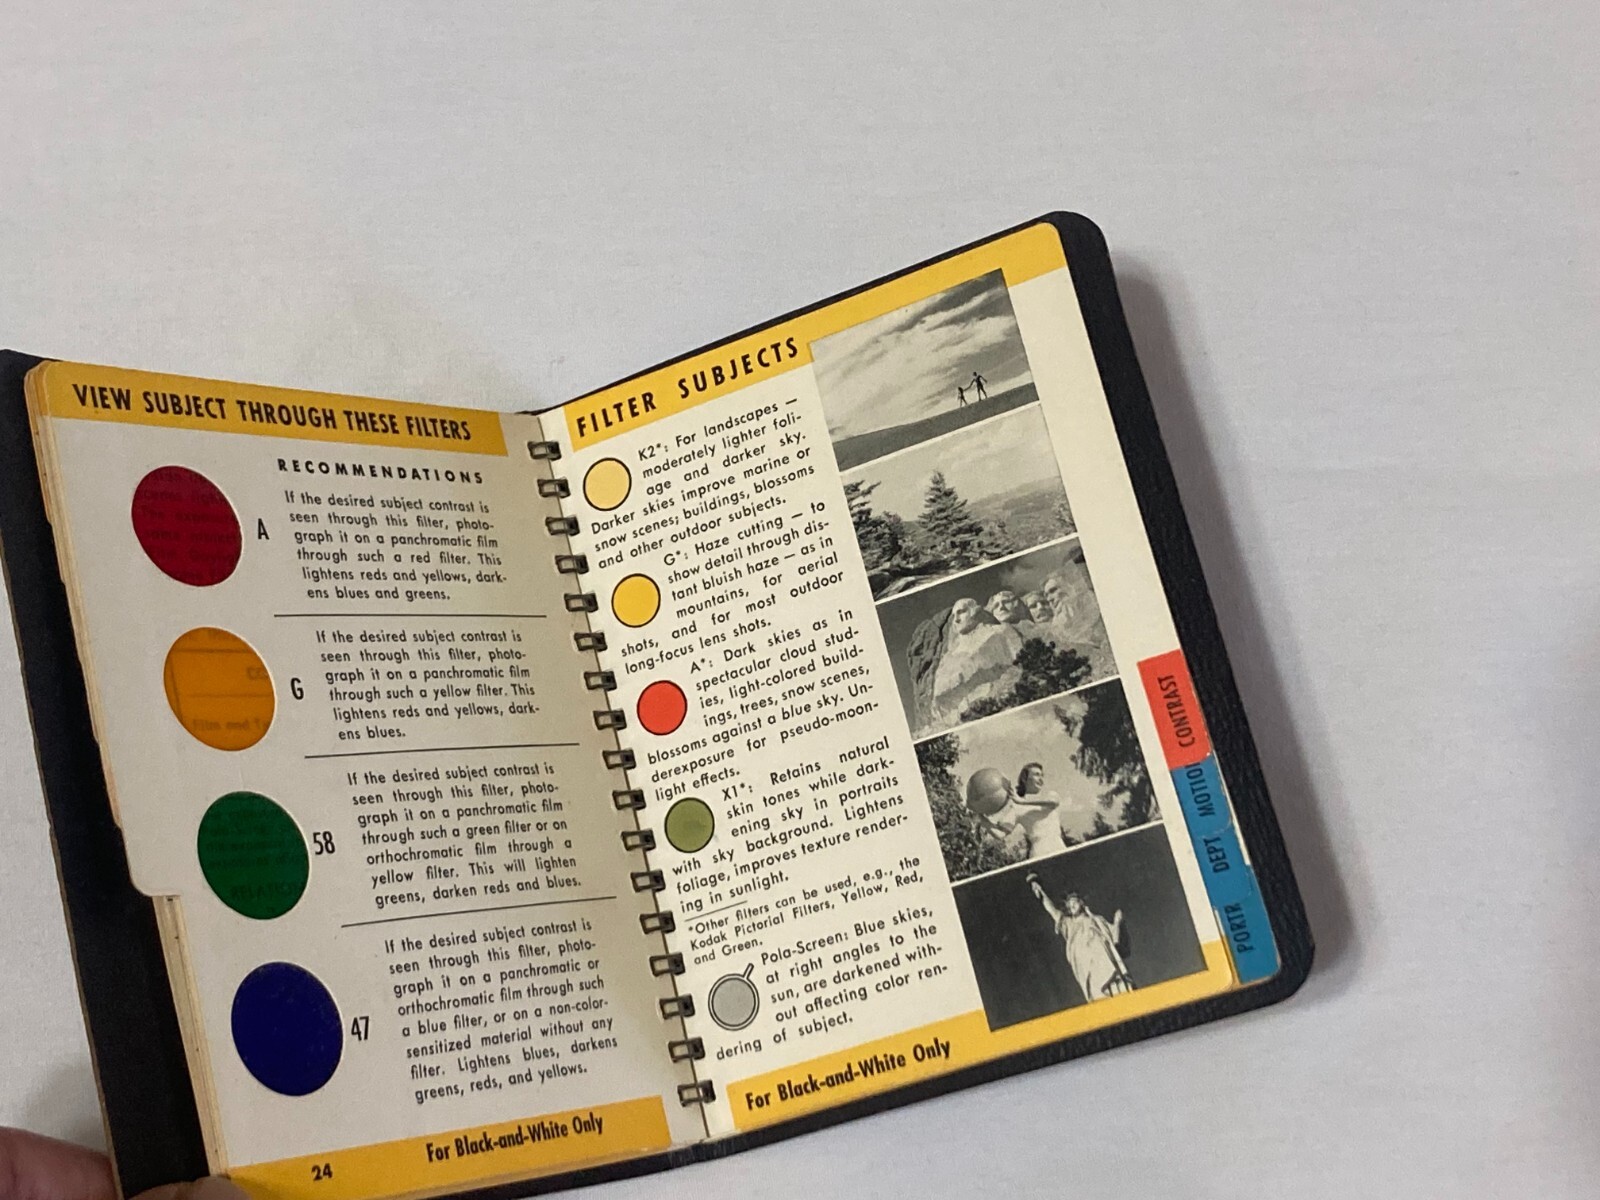 VIEW SUBJECT THROUGH THESE FILTERS
RECOMMENDATIONS
A
If the desired subject contrast is
seen through this filter, photo-
graph it on a panchromatic film
through such a red filter. This
lightens reds and yellows, dark-
ens blues and greens.
G
If the desired subject contrast is
seen through this filter, photo-
graph it on a panchromatic film
through such a yellow filter. This
lightens reds and yellows, dark-
ens blues.
58
If the desired subject contrast is
seen through this filter, photo-
graph it on a panchromatic film
through such a green filter or on
orthochromatic film through a
yellow filter. This will lighten
greens, darken reds and blues.
47
If the desired subject contrast is
seen through this filter, photo-
graph it on a panchromatic or
orthochromatic film through such
a blue filter, or on a non-color-
sensitized material without any
filter. Lightens blues, darkens
greens, reds, and yellows.
24
For Black-and-White Only
FILTER SUBJECTS
K2*: For landscapes —
moderately lighter foli-
age and darker sky.
Darker skies improve marine or
snow scenes; buildings, blossoms
and other outdoor subjects.
G*: Haze cutting — to
show detail through dis-
tant bluish haze — as in
mountains, for aerial
shots, and for most outdoor
long-focus lens shots.
A*: Dark skies as in
spectacular cloud stud-
ies, light-colored build-
ings, trees, snow scenes,
blossoms against a blue sky. Un-
derexposure for pseudo-moon-
light effects.
X1*: Retains natural
skin tones while dark-
ening sky in portraits
with sky background. Lightens
foliage, improves texture render-
ing in sunlight.
*Other filters can be used, e.g., the
Kodak Pictorial Filters, Yellow, Red,
and Green.
Pola-Screen: Blue skies,
at right angles to the
sun, are darkened with-
out affecting color ren-
dering of subject.
For Black-and-White Only
CONTRAST
MOTIO
DEPT
PORTR